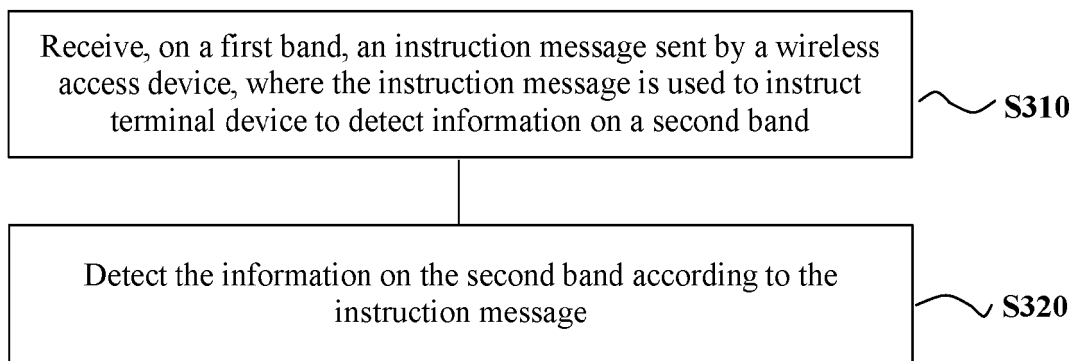 Receive, on a first band, an instruction message sent by a wireless
access device, where the instruction message is used to instruct
terminal device to detect information on a second band
S310
Detect the information on the second band according to the
instruction message
S320